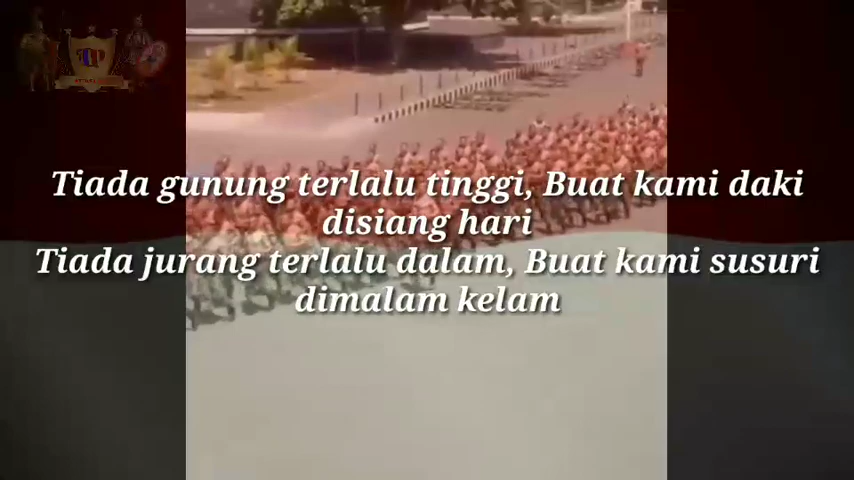 Tiada gunung terlalu tinggi, Buat kami daki
disiang hari
Tiada jurang terlalu dalam, Buat kami susuri
dimalam kelam